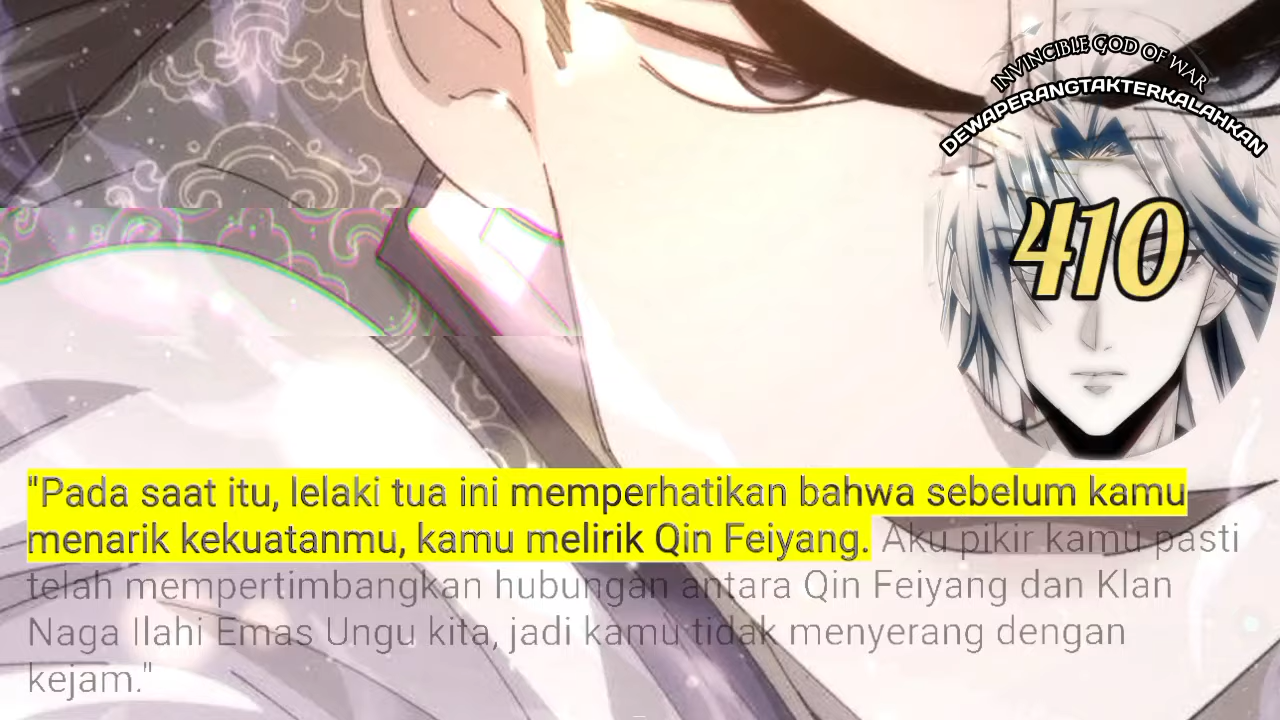 INVINCIBLE GOD OF WAR
DEWAPERANGTAKTERKALAHKAN
410
"Pada saat itu, lelaki tua ini memperhatikan bahwa sebelum kamu
menarik kekuatanmu, kamu melirik Qin Feiyang. Aku pikir kamu pasti
telah mempertimbangkan hubungan antara Qin Feiyang dan Klan
Naga Ilahi Emas Ungu kita, jadi kamu tidak menyerang dengan
kejam."